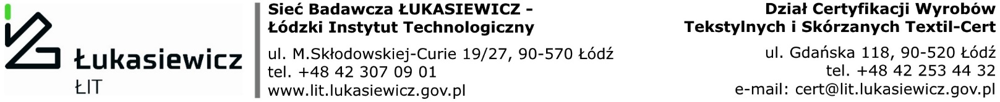 Łukasiewicz
ŁIT
Sieć Badawcza ŁUKASIEWICZ -
Łódzki Instytut Technologiczny
ul. M.Skłodowskiej-Curie 19/27, 90-570 Łódź
tel. +48 42 307 09 01
www.lit.lukasiewicz.gov.pl
Dział Certyfikacji Wyrobów
Tekstylnych i Skórzanych Textil-Cert
ul. Gdańska 118, 90-520 Łódź
tel. +48 42 253 44 32
e-mail: cert@lit.lukasiewicz.gov.pl